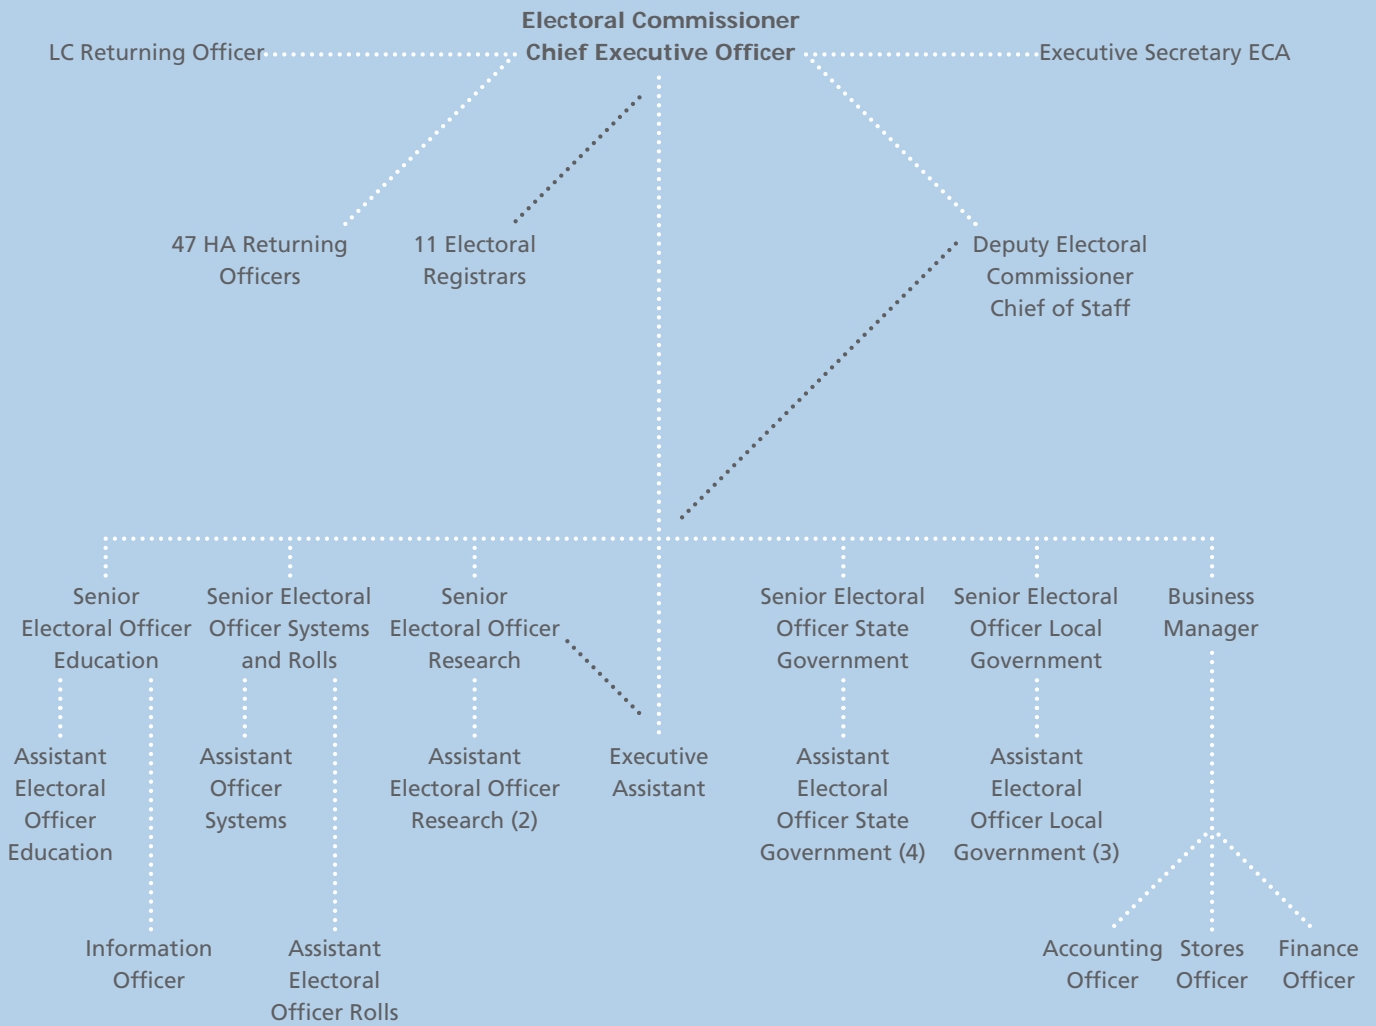 Electoral Commissioner
Chief Executive Officer
LC Returning Officer
Executive Secretary ECA
47 HA Returning
Officers
11 Electoral
Registrars
Deputy Electoral
Commissioner
Chief of Staff
Senior
Electoral Officer
Education
Senior Electoral
Officer Systems
and Rolls
Senior
Electoral Officer
Research
Senior Electoral
Officer State
Government
Senior Electoral
Officer Local
Government
Business
Manager
Assistant
Electoral
Officer
Education
Assistant
Officer
Systems
Assistant
Electoral Officer
Research (2)
Executive
Assistant
Assistant
Electoral
Officer State
Government (4)
Assistant
Electoral
Officer Local
Government (3)
Information
Officer
Assistant
Electoral
Officer Rolls
Accounting
Officer
Stores
Officer
Finance
Officer